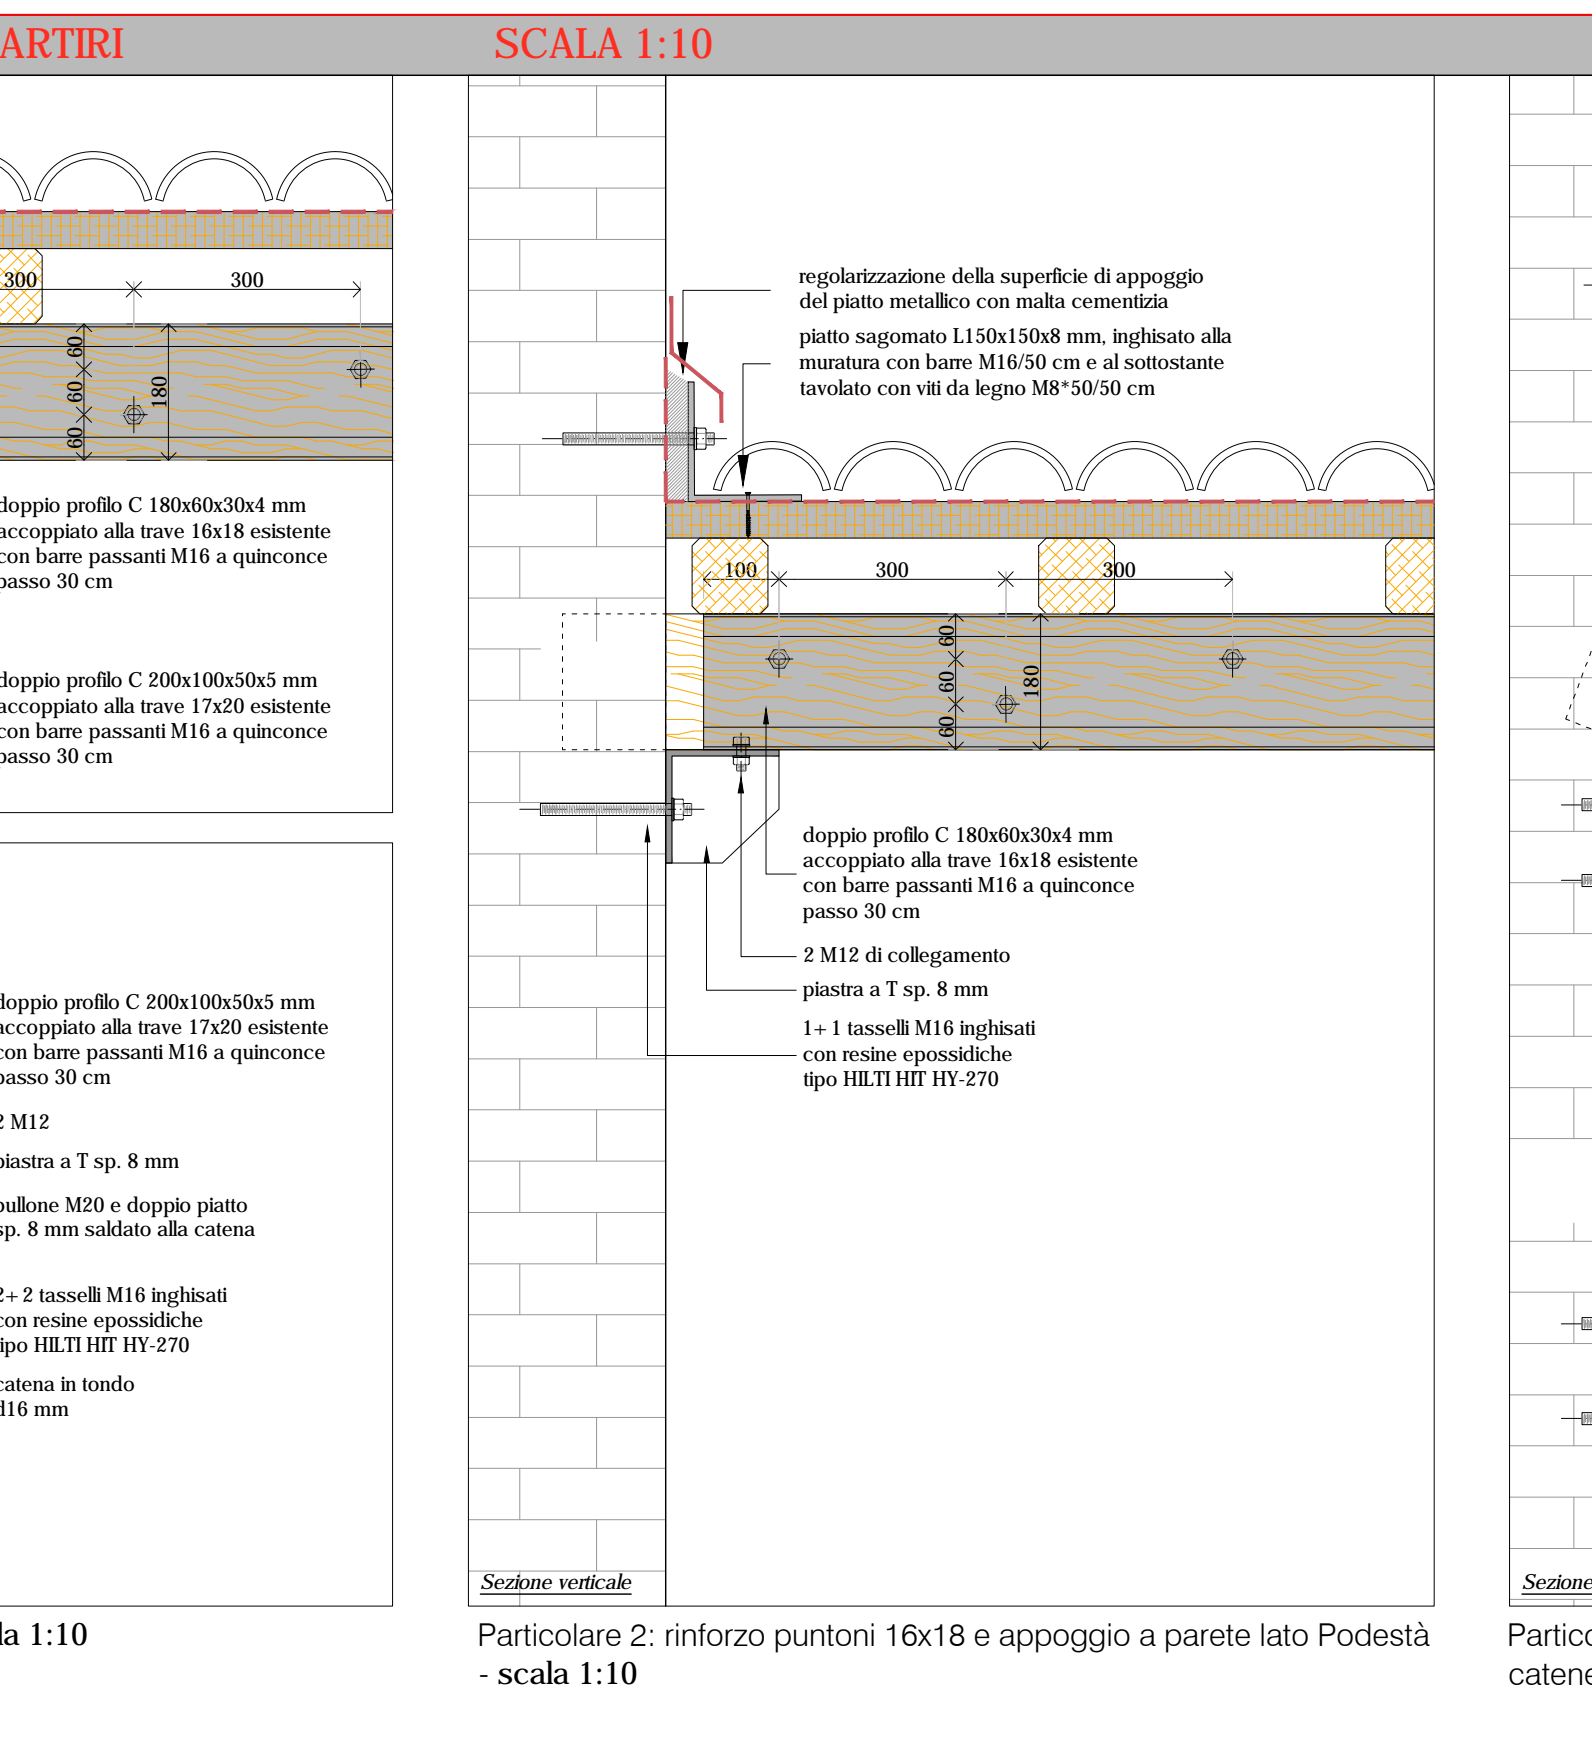 ARTIRI
SCALA 1:10
300
300
60
60
60
180
doppio profilo C 180x60x30x4 mm
accoppiato alla trave 16x18 esistente
con barre passanti M16 a quinconce
passo 30 cm
doppio profilo C 200x100x50x5 mm
accoppiato alla trave 17x20 esistente
con barre passanti M16 a quinconce
passo 30 cm
doppio profilo C 200x100x50x5 mm
accoppiato alla trave 17x20 esistente
con barre passanti M16 a quinconce
passo 30 cm
2 M12
piastra a T sp. 8 mm
bullone M20 e doppio piatto
sp. 8 mm saldato alla catena
2+2 tasselli M16 inghisati
con resine epossidiche
tipo HILTI HIT HY-270
catena in tondo
d16 mm
la 1:10
regolarizzazione della superficie di appoggio
del piatto metallico con malta cementizia
piatto sagomato L150x150x8 mm, inghisato alla
muratura con barre M16/50 cm e al sottostante
tavolato con viti da legno M8*50/50 cm
100
300
300
60
60
60
180
doppio profilo C 180x60x30x4 mm
accoppiato alla trave 16x18 esistente
con barre passanti M16 a quinconce
passo 30 cm
2 M12 di collegamento
piastra a T sp. 8 mm
1+1 tasselli M16 inghisati
con resine epossidiche
tipo HILTI HIT HY-270
Sezione verticale
Particolare 2: rinforzo puntoni 16x18 e appoggio a parete lato Podestà
- scala 1:10
Sezione
Partico
catene